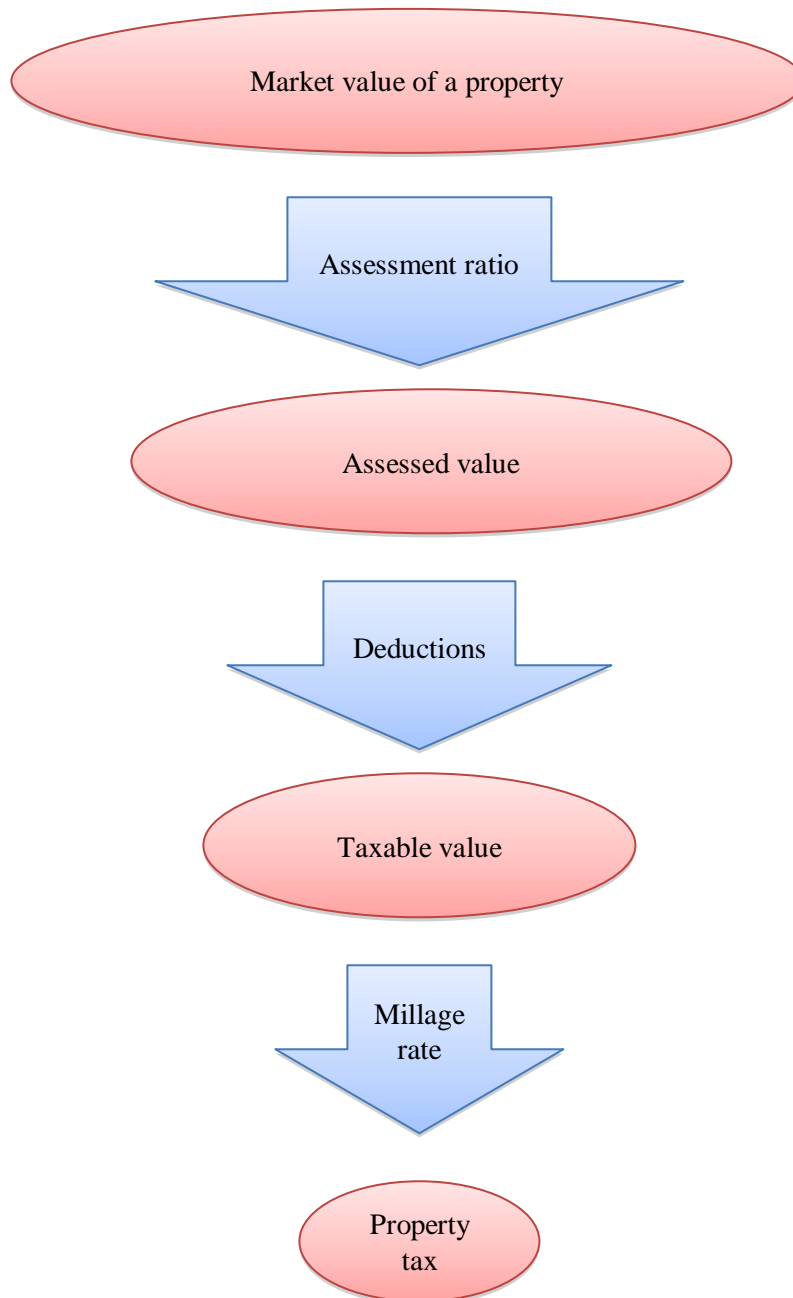 Market value of a property
Assessment ratio
Assessed value
Deductions
Taxable value
Millage
rate
Property
tax